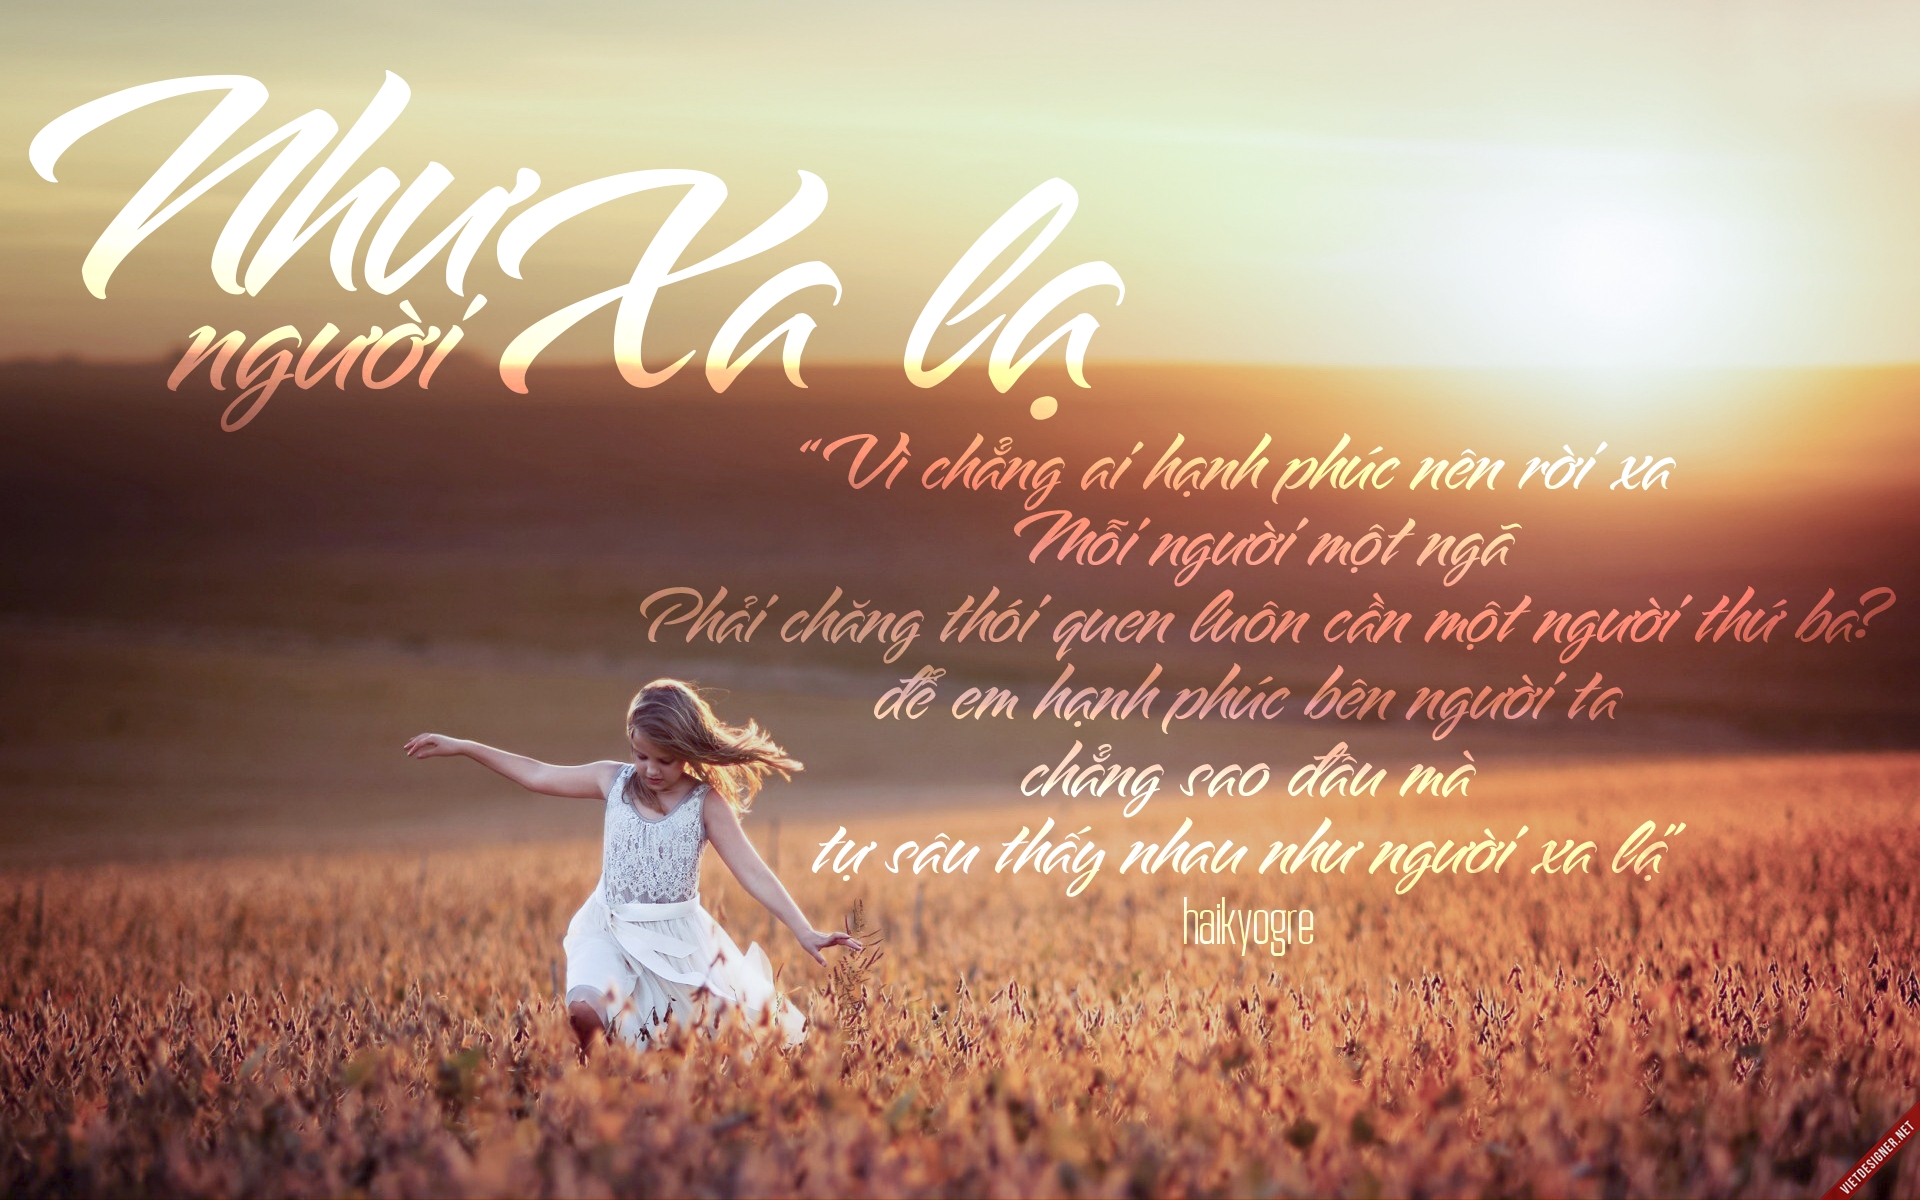 Như
người Xa lạ
“Vì chẳng ai hạnh phúc nên rời xa
Mỗi người một ngã
Phải chăng thói quen luôn cần một người thứ ba?
để em hạnh phúc bên người ta
chẳng sao đâu mà
tự sâu thấy nhau như người xa lạ”
haikyogre
VIETDESIGNER.NET